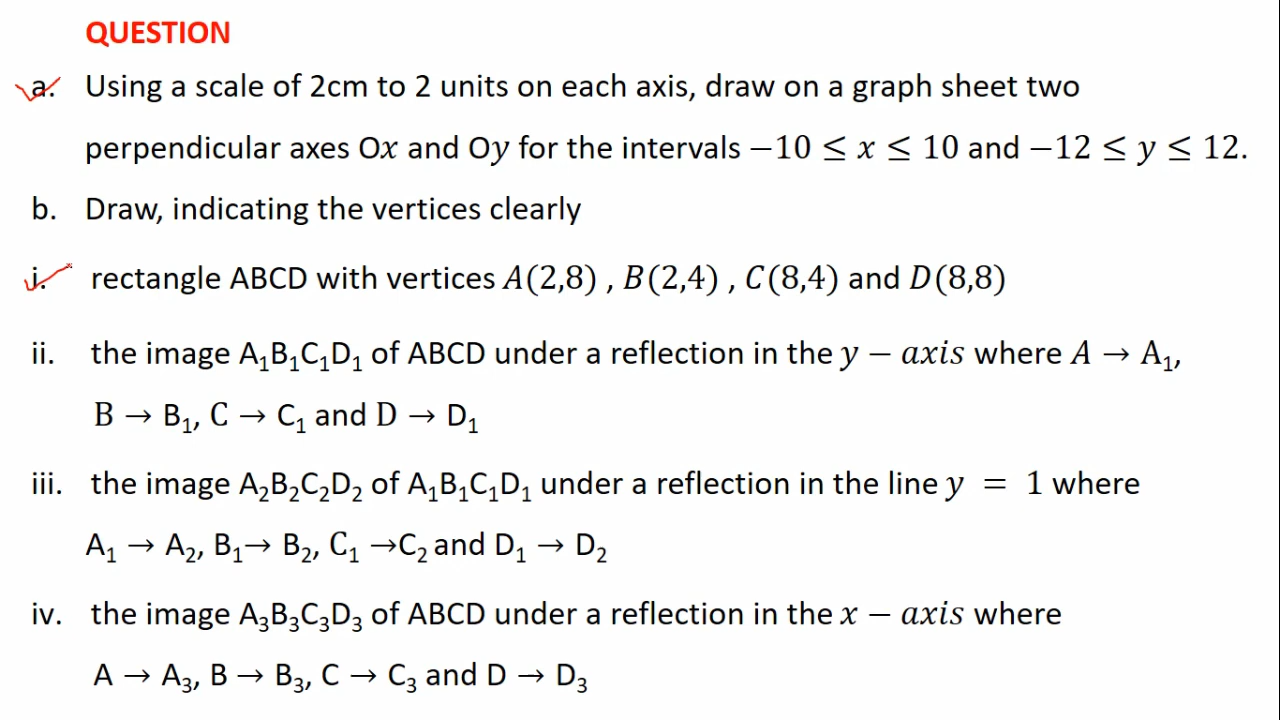 QUESTION
a. Using a scale of 2cm to 2 units on each axis, draw on a graph sheet two
perpendicular axes Ox and Oy for the intervals −10 ≤ x ≤ 10 and −12 ≤ y ≤ 12.
b. Draw, indicating the vertices clearly
i. rectangle ABCD with vertices A(2,8) , B(2,4) , C(8,4) and D(8,8)
ii. the image A₁B₁C₁D₁ of ABCD under a reflection in the y − axis where A → A₁,
B → B₁, C → C₁ and D → D₁
iii. the image A₂B₂C₂D₂ of A₁B₁C₁D₁ under a reflection in the line y = 1 where
A₁ → A₂, B₁→ B₂, C₁ →C₂ and D₁ → D₂
iv. the image A₃B₃C₃D₃ of ABCD under a reflection in the x − axis where
A → A₃, B → B₃, C → C₃ and D → D₃